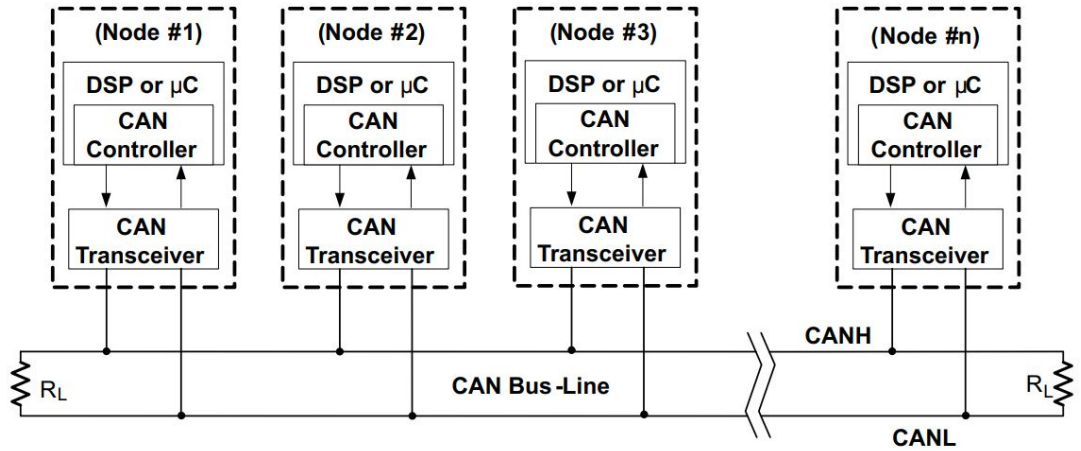 (Node #1)
DSP or µC
CAN
Controller
CAN
Transceiver
(Node #2)
DSP or µC
CAN
Controller
CAN
Transceiver
(Node #3)
DSP or µC
CAN
Controller
CAN
Transceiver
(Node #n)
DSP or µC
CAN
Controller
CAN
Transceiver
CANH
RL
CAN Bus-Line
RL
CANL